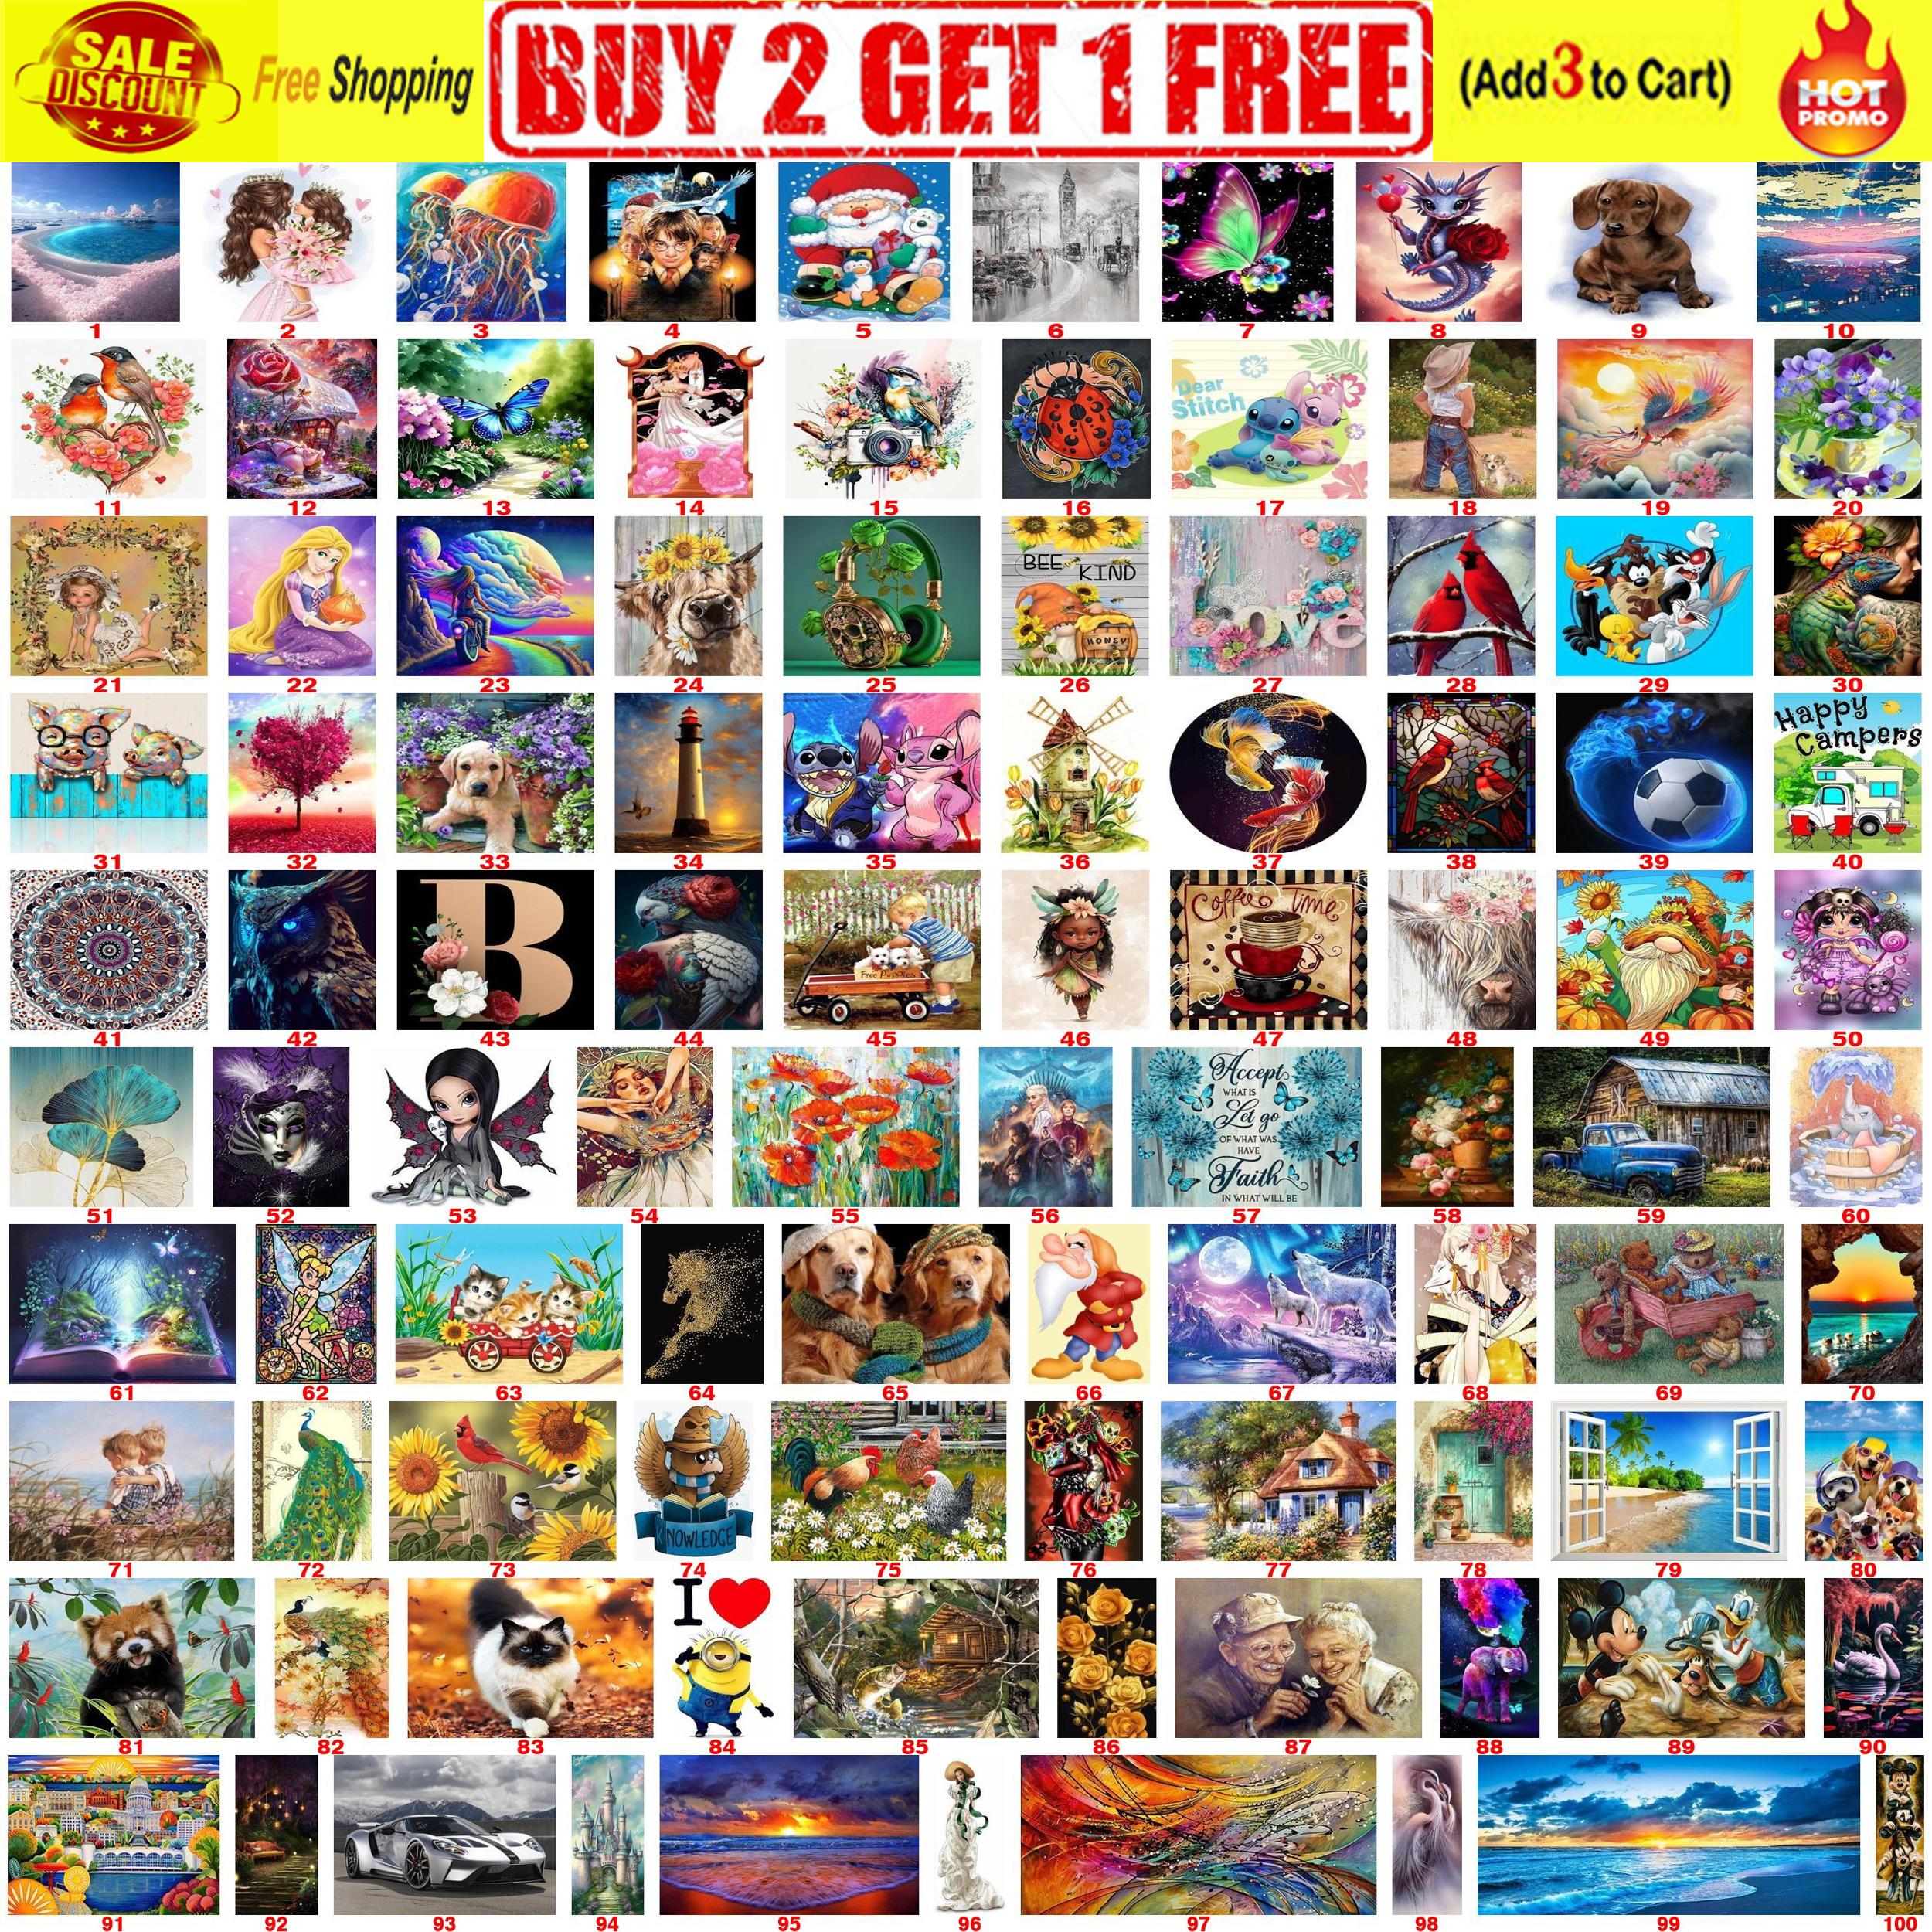 SALE
DISCOUNT
Free Shopping
BUY 2 GET 1 FREE
(Add 3 to Cart)
HOT
PROMO
1 2 3 4 5 6 7 8 9 10
Dear
Stitch
11 12 13 14 15 16 17 18 19 20
BEE
KIND
HONEY
Love
21 22 23 24 25 26 27 28 29 30
Happy
Campers
31 32 33 34 35 36 37 38 39 40
B
Free Puppies
Coffee Time
41 42 43 44 45 46 47 48 49 50
Accept
WHAT IS
Let go
OF WHAT WAS
HAVE
Faith
IN WHAT WILL BE
51 52 53 54 55 56 57 58 59 60
61 62 63 64 65 66 67 68 69 70
KNOWLEDGE
71 72 73 74 75 76 77 78 79 80
I
81 82 83 84 85 86 87 88 89 90
91 92 93 94 95 96 97 98 99 100